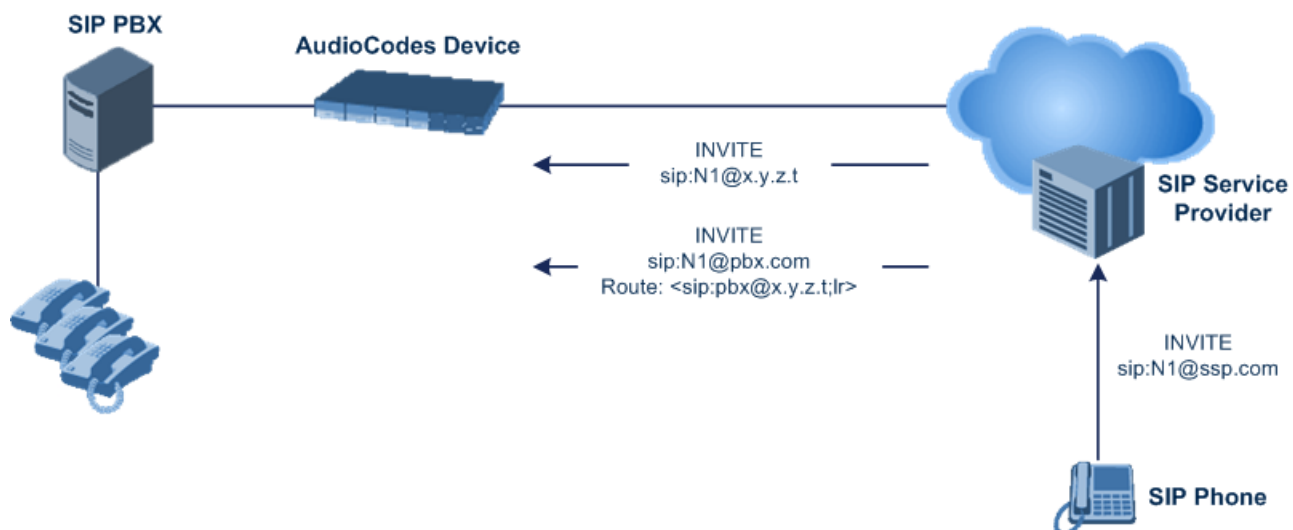 SIP PBX
AudioCodes Device
INVITE
sip:N1@x.y.z.t
SIP Service
Provider
INVITE
sip:N1@pbx.com
Route: <sip:pbx@x.y.z.t;lr>
INVITE
sip:N1@ssp.com
SIP Phone